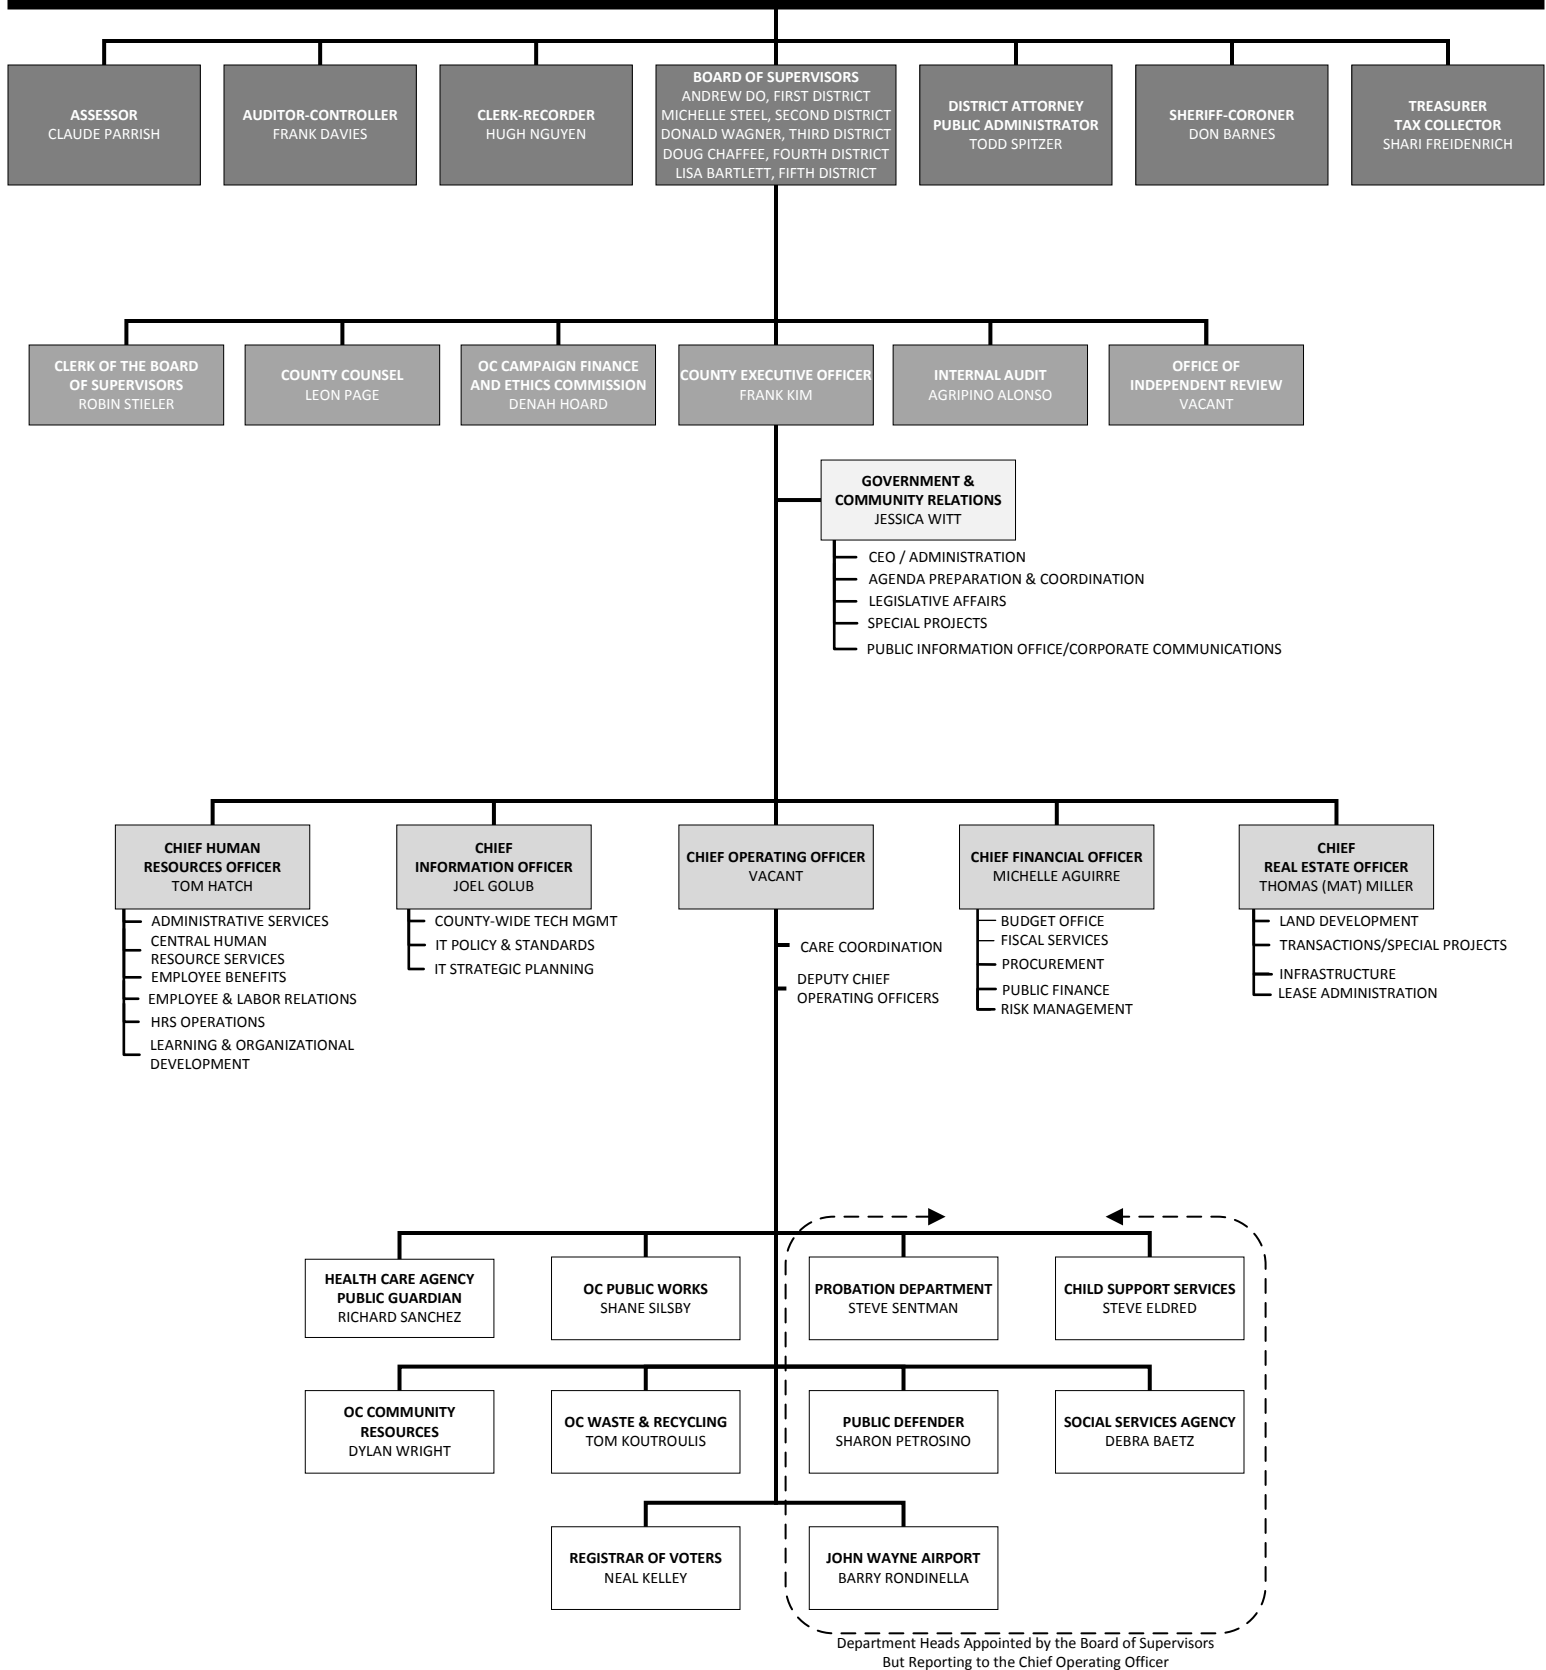 ASSESSOR
CLAUDE PARRISH
AUDITOR-CONTROLLER
FRANK DAVIES
CLERK-RECORDER
HUGH NGUYEN
BOARD OF SUPERVISORS
ANDREW DO, FIRST DISTRICT
MICHELLE STEEL, SECOND DISTRICT
DONALD WAGNER, THIRD DISTRICT
DOUG CHAFFEE, FOURTH DISTRICT
LISA BARTLETT, FIFTH DISTRICT
DISTRICT ATTORNEY
PUBLIC ADMINISTRATOR
TODD SPITZER
SHERIFF-CORONER
DON BARNES
TREASURER
TAX COLLECTOR
SHARI FREIDENRICH
CLERK OF THE BOARD
OF SUPERVISORS
ROBIN STIELER
COUNTY COUNSEL
LEON PAGE
OC CAMPAIGN FINANCE
AND ETHICS COMMISSION
DENAH HOARD
COUNTY EXECUTIVE OFFICER
FRANK KIM
INTERNAL AUDIT
AGRIPINO ALONSO
OFFICE OF
INDEPENDENT REVIEW
VACANT
GOVERNMENT &
COMMUNITY RELATIONS
JESSICA WITT
CEO / ADMINISTRATION
AGENDA PREPARATION & COORDINATION
LEGISLATIVE AFFAIRS
SPECIAL PROJECTS
PUBLIC INFORMATION OFFICE/CORPORATE COMMUNICATIONS
CHIEF HUMAN
RESOURCES OFFICER
TOM HATCH
ADMINISTRATIVE SERVICES
CENTRAL HUMAN
RESOURCE SERVICES
EMPLOYEE BENEFITS
EMPLOYEE & LABOR RELATIONS
HRS OPERATIONS
LEARNING & ORGANIZATIONAL
DEVELOPMENT
CHIEF
INFORMATION OFFICER
JOEL GOLUB
COUNTY-WIDE TECH MGMT
IT POLICY & STANDARDS
IT STRATEGIC PLANNING
CHIEF OPERATING OFFICER
VACANT
CARE COORDINATION
DEPUTY CHIEF
OPERATING OFFICERS
CHIEF FINANCIAL OFFICER
MICHELLE AGUIRRE
BUDGET OFFICE
FISCAL SERVICES
PROCUREMENT
PUBLIC FINANCE
RISK MANAGEMENT
CHIEF
REAL ESTATE OFFICER
THOMAS (MAT) MILLER
LAND DEVELOPMENT
TRANSACTIONS/SPECIAL PROJECTS
INFRASTRUCTURE
LEASE ADMINISTRATION
HEALTH CARE AGENCY
PUBLIC GUARDIAN
RICHARD SANCHEZ
OC PUBLIC WORKS
SHANE SILSBY
PROBATION DEPARTMENT
STEVE SENTMAN
CHILD SUPPORT SERVICES
STEVE ELDRED
OC COMMUNITY
RESOURCES
DYLAN WRIGHT
OC WASTE & RECYCLING
TOM KOUTROULIS
PUBLIC DEFENDER
SHARON PETROSINO
SOCIAL SERVICES AGENCY
DEBRA BAETZ
REGISTRAR OF VOTERS
NEAL KELLEY
JOHN WAYNE AIRPORT
BARRY RONDINELLA
Department Heads Appointed by the Board of Supervisors
But Reporting to the Chief Operating Officer